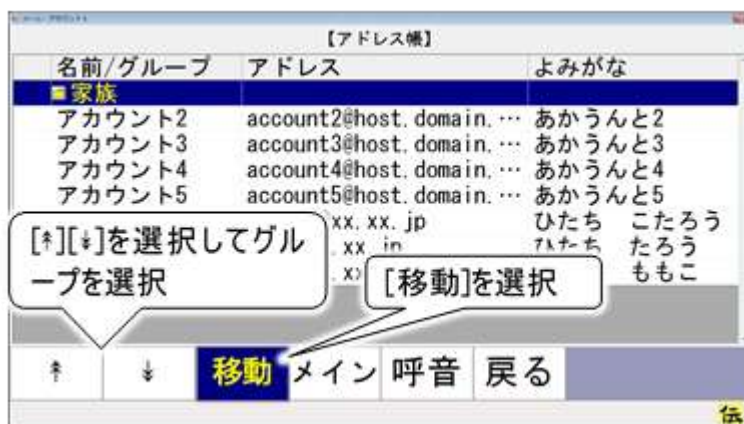 【アドレス帳】
名前/グループ アドレス よみがな
家族
アカウント2 account2@host.domain.… あかうんと2
アカウント3 account3@host.domain.… あかうんと3
アカウント4 account4@host.domain.… あかうんと4
アカウント5 account5@host.domain.… あかうんと5
xx.xx.jp ひたち こたろう
.xx.jp ひたち たろう
ももこ
[↟][↡]を選択してグル
ープを選択
[移動]を選択
↟ ↡ 移動 メイン 呼音 戻る
伝